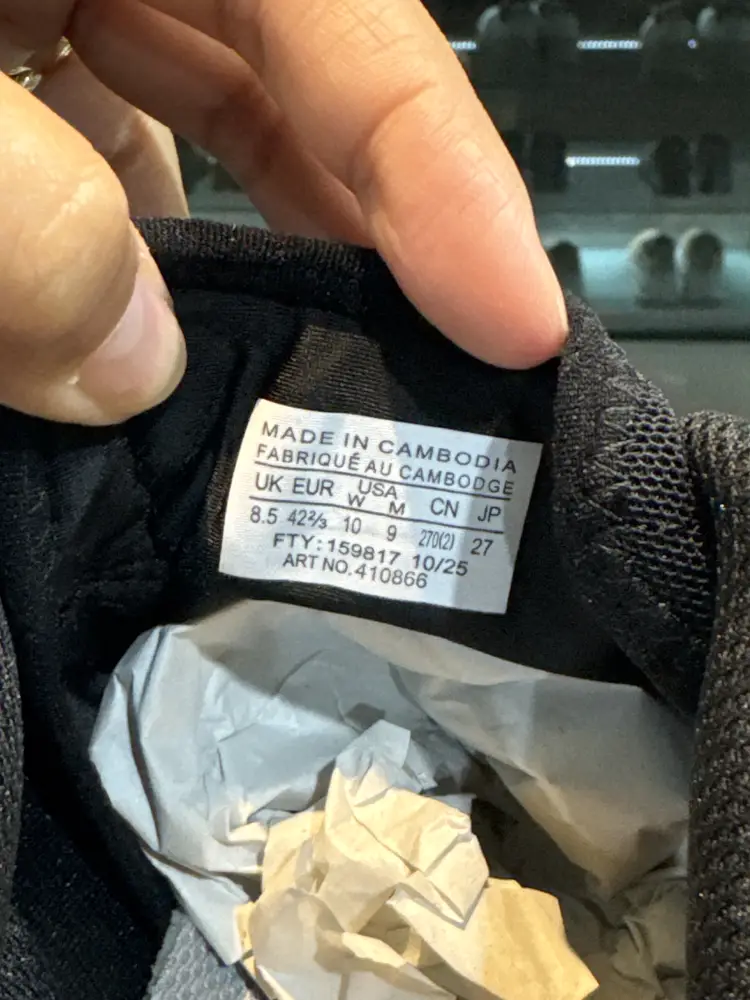 MADE IN CAMBODIA
FABRIQUÉ AU CAMBODGE
UK EUR USA W M CN JP
8.5 42⅔ 10 9 270(2) 27
FTY:159817 10/25
ART NO.410866